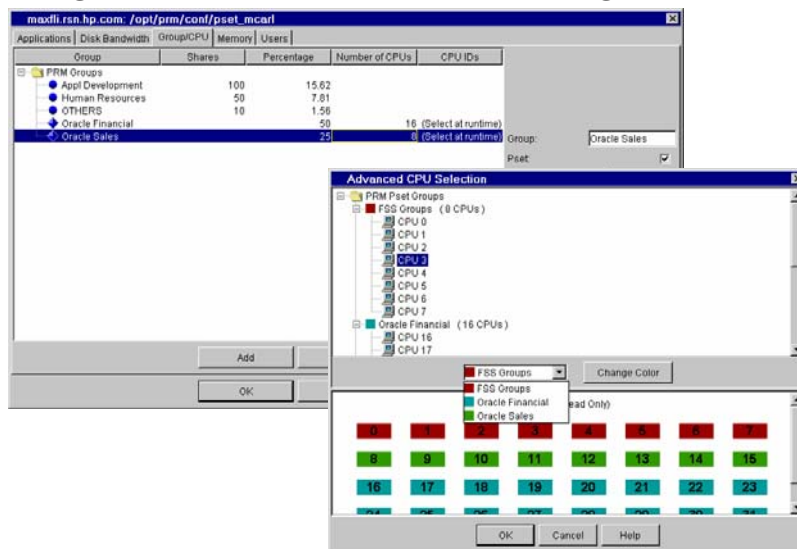 maxfli.rsn.hp.com: /opt/prm/conf/pset_mcarl
Applications Disk Bandwidth Group/CPU Memory Users
Group Shares Percentage Number of CPUs CPU IDs
PRM Groups
Appl Development 100 15.62
Human Resources 50 7.81
OTHERS 10 1.56
Oracle Financial 50 16 (Select at runtime)
Oracle Sales 25 8 (Select at runtime)
Group: Oracle Sales
Pset:
Add
OK
Advanced CPU Selection
PRM Pset Groups
FSS Groups (8 CPUs)
CPU 0
CPU 1
CPU 2
CPU 3
CPU 4
CPU 5
CPU 6
CPU 7
Oracle Financial (16 CPUs)
CPU 16
CPU 17
FSS Groups Change Color
FSS Groups
Oracle Financial
Oracle Sales
Only)
0 1 2 3 4 5 6 7
8 9 10 11 12 13 14 15
16 17 18 19 20 21 22 23
OK Cancel Help